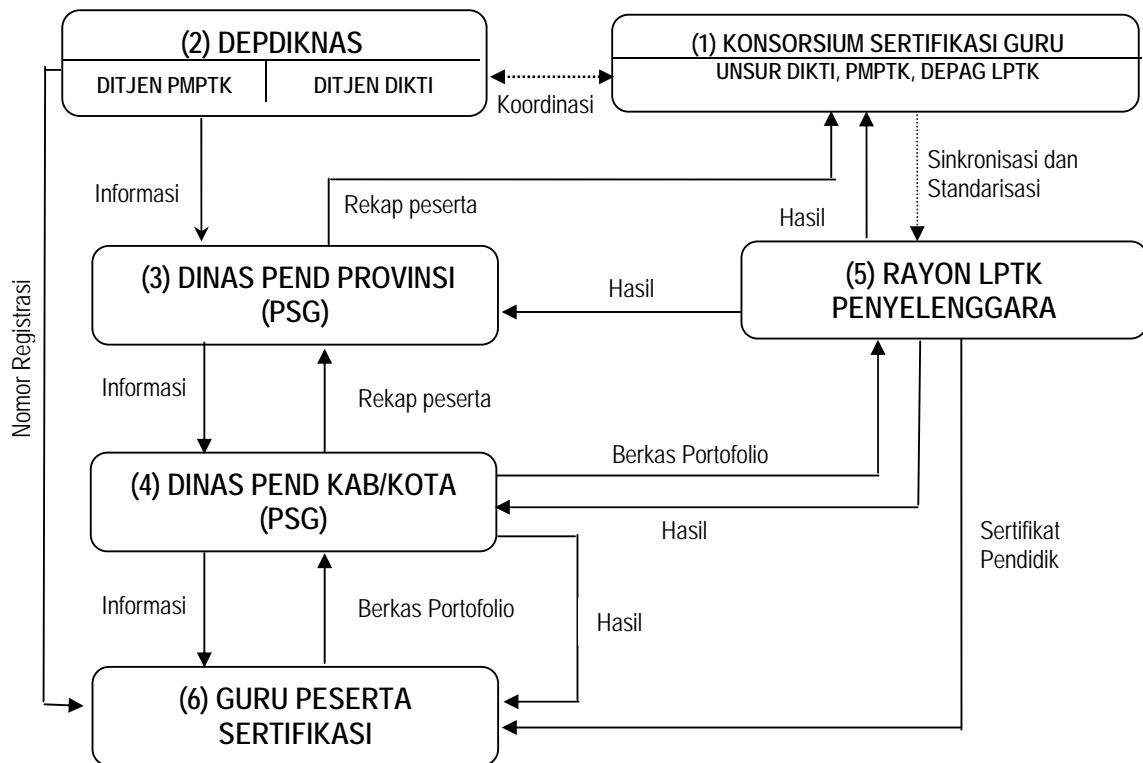 (2) DEPDIKNAS
DITJEN PMPTK
DITJEN DIKTI
(1) KONSORSIUM SERTIFIKASI GURU
UNSUR DIKTI, PMPTK, DEPAG LPTK
Koordinasi
Informasi
Rekap peserta
Hasil
Sinkronisasi dan
Standarisasi
Nomor Registrasi
(3) DINAS PEND PROVINSI
(PSG)
Hasil
(5) RAYON LPTK
PENYELENGGARA
Informasi
Rekap peserta
Berkas Portofolio
(4) DINAS PEND KAB/KOTA
(PSG)
Hasil
Sertifikat
Pendidik
Informasi
Berkas Portofolio
Hasil
(6) GURU PESERTA
SERTIFIKASI